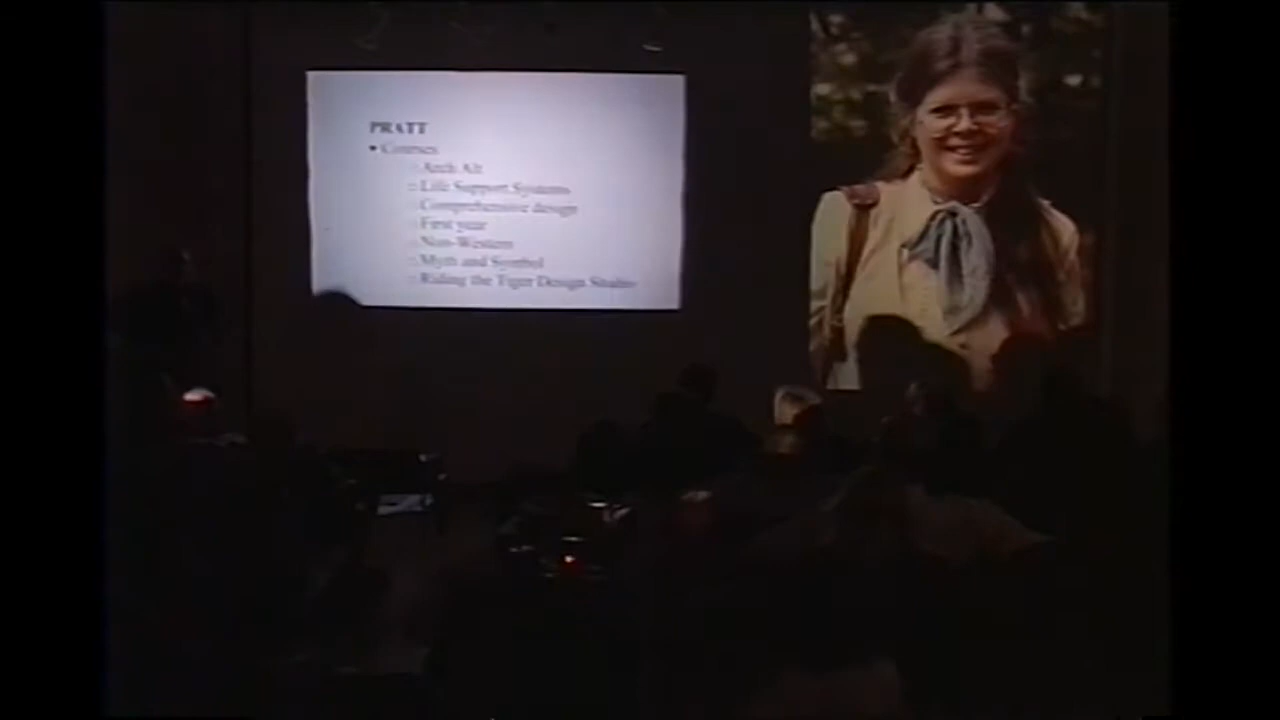 PRATT
• Courses
Arch Alt
Life Support Systems
Comprehensive design
First year
Non-Western
Myth and Symbol
Riding the Tiger Design Studio